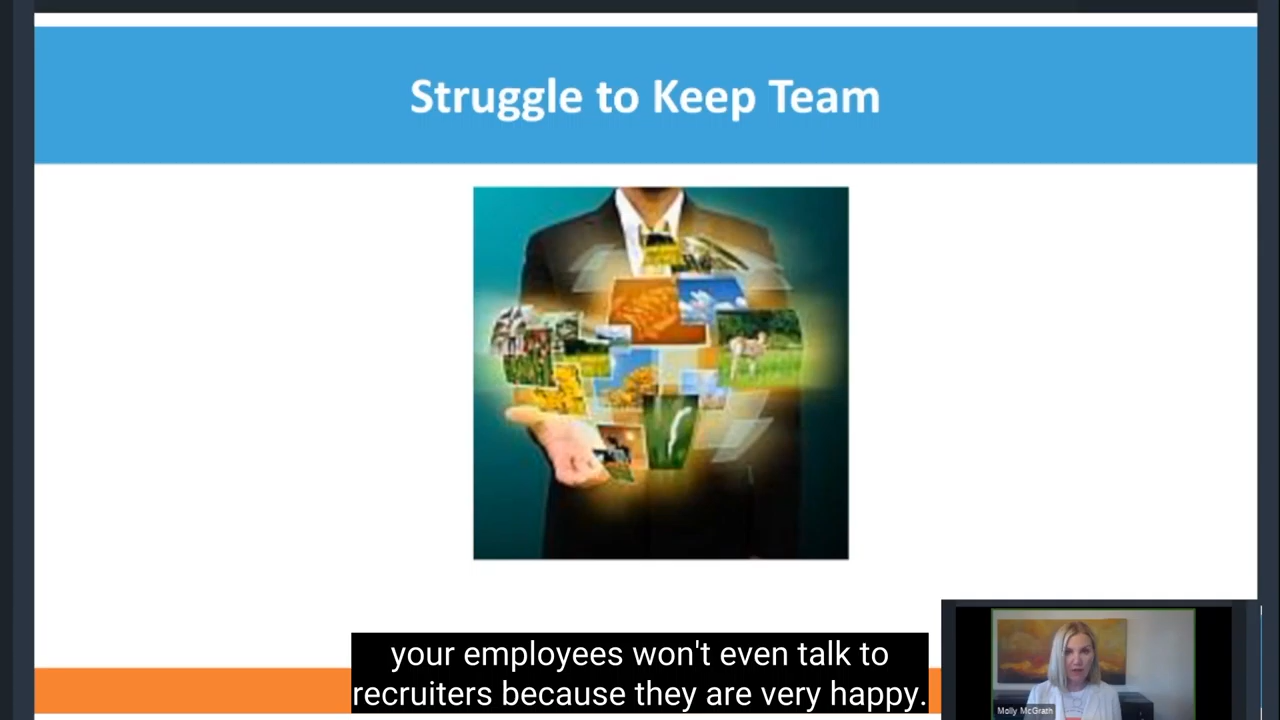 Struggle to Keep Team
your employees won't even talk to
recruiters because they are very happy.
Molly McGrath